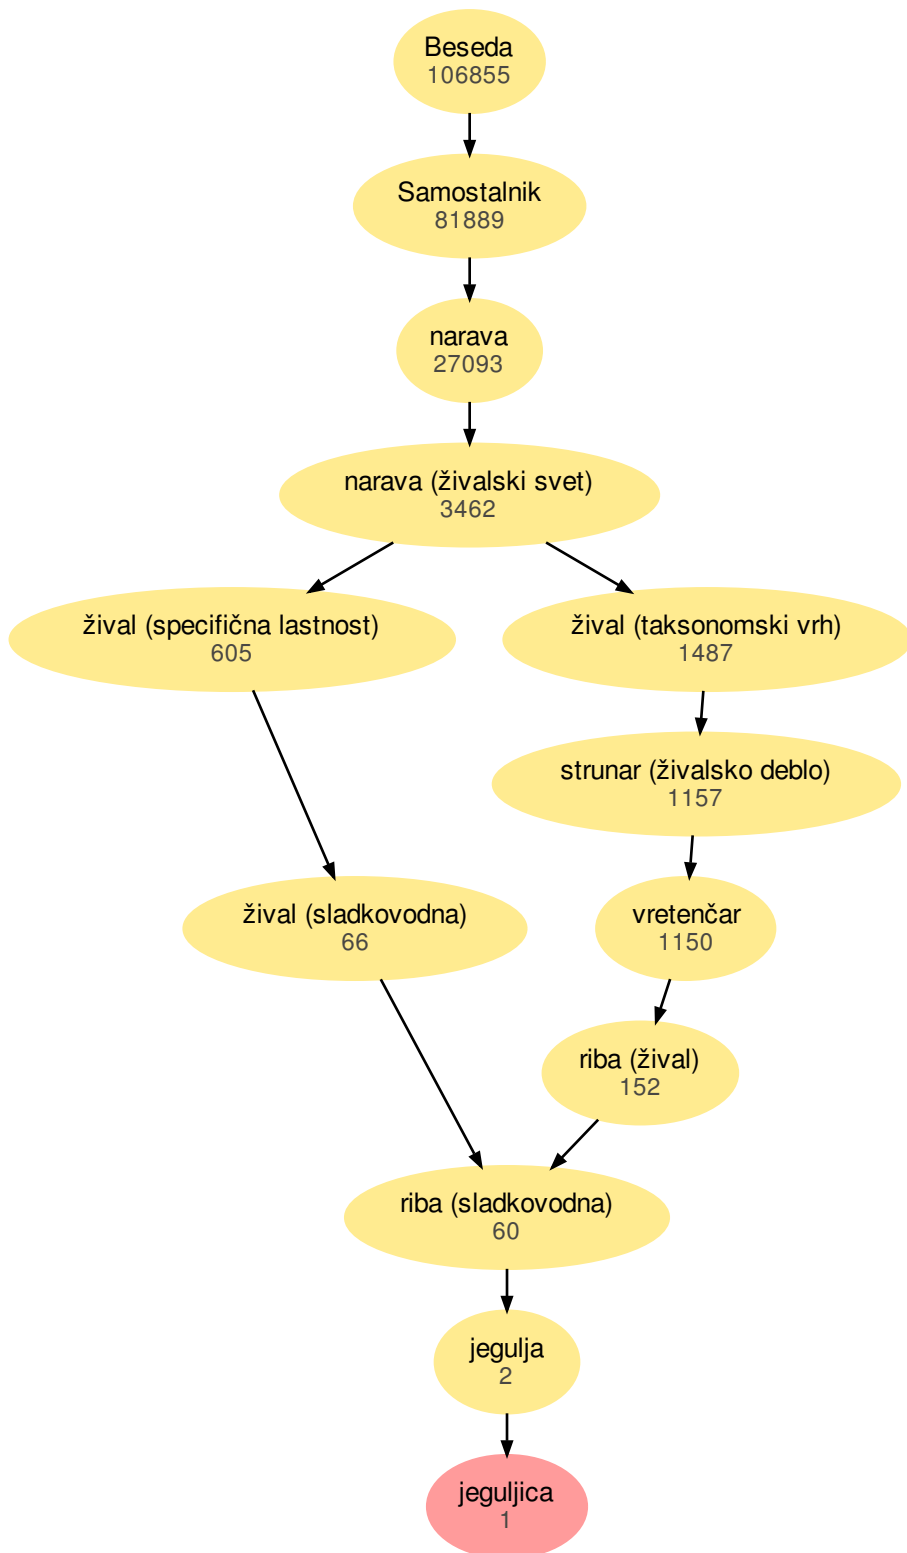 Beseda
106855
Samostalnik
81889
narava
27093
narava (živalski svet)
3462
žival (specifična lastnost)
605
žival (taksonomski vrh)
1487
strunar (živalsko deblo)
1157
žival (sladkovodna)
66
vretenčar
1150
riba (žival)
152
riba (sladkovodna)
60
jegulja
2
jeguljica
1